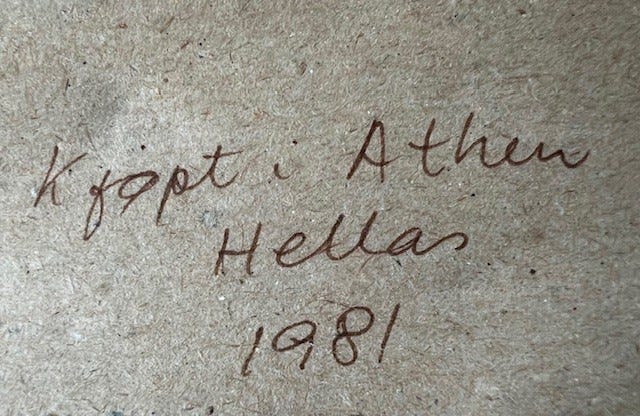 Kjøpt i Athen
Hellas
1981